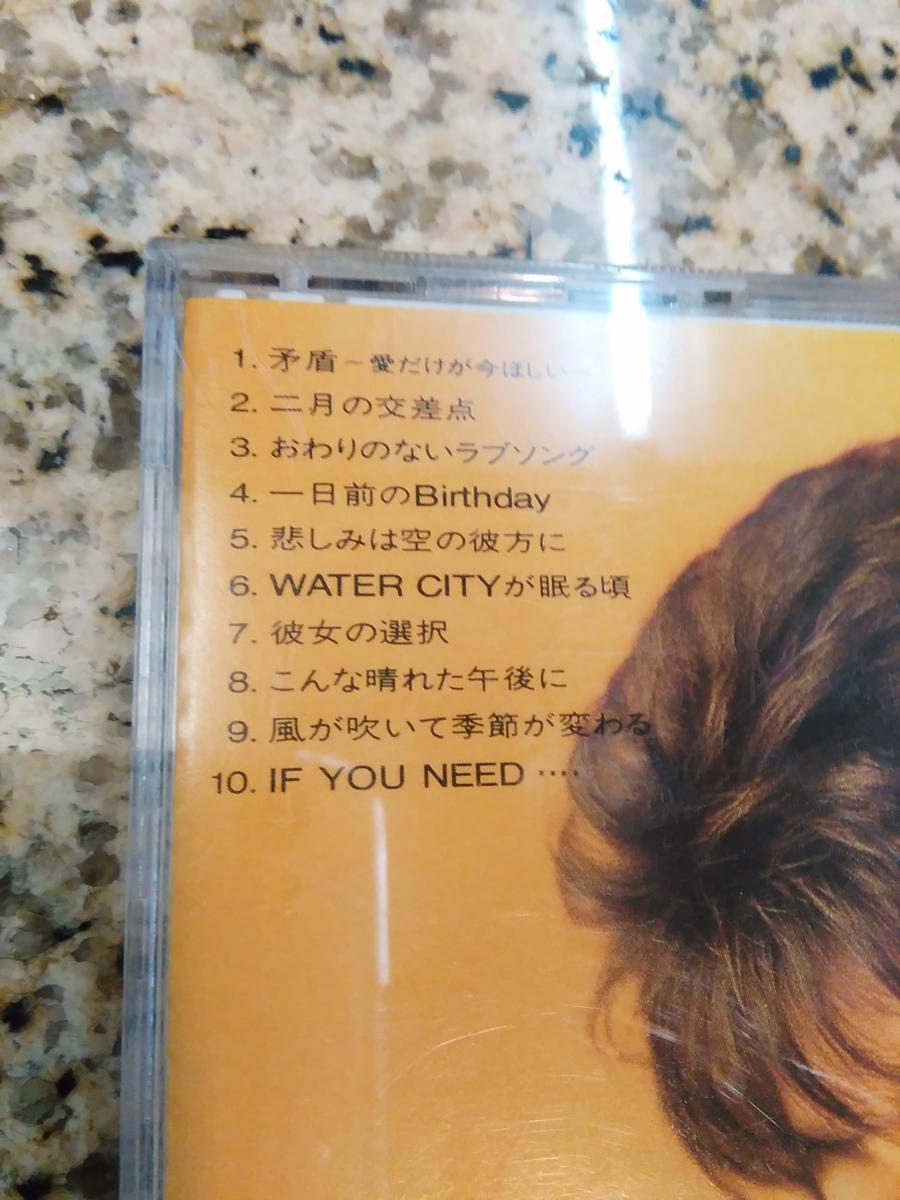 1. 矛盾～愛だけが今ほしい～
2. 二月の交差点
3. おわりのないラブソング
4. 一日前のBirthday
5. 悲しみは空の彼方に
6. WATER CITYが眠る頃
7. 彼女の選択
8. こんな晴れた午後に
9. 風が吹いて季節が変わる
10. IF YOU NEED ‥‥